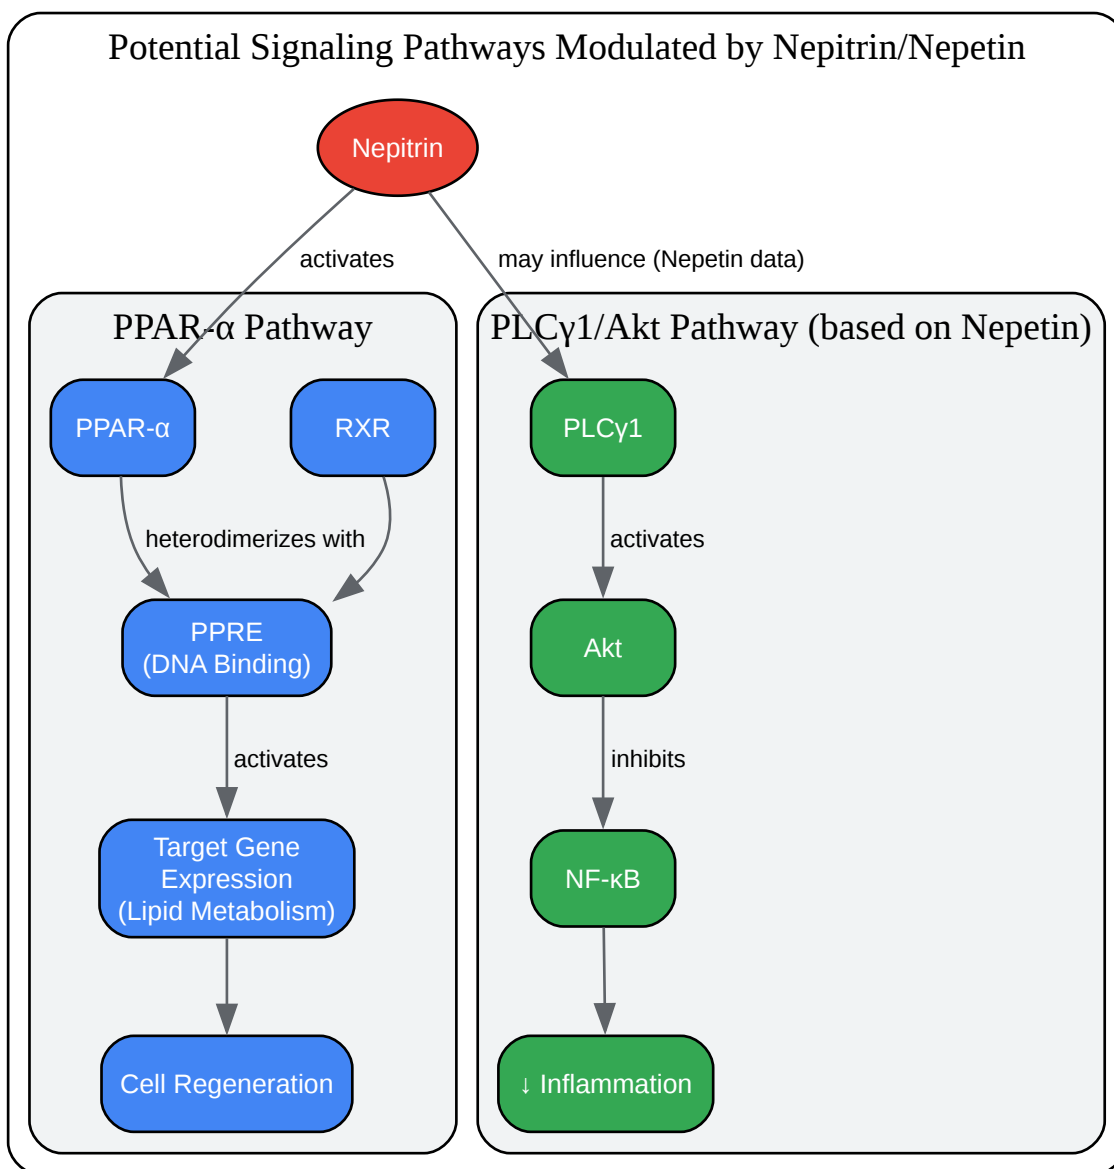 Potential Signaling Pathways Modulated by Nepitrin/Nepetin
Nepitrin
activates
may influence (Nepetin data)
PPAR-α Pathway
PLCγ1/Akt Pathway (based on Nepetin)
PPAR-α
RXR
PLCγ1
heterodimerizes with
activates
PPRE
(DNA Binding)
Akt
activates
inhibits
Target Gene
Expression
(Lipid Metabolism)
NF-κB
Cell Regeneration
↓ Inflammation